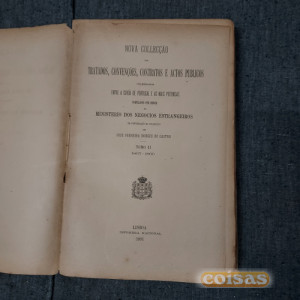 NOVA COLLECÇÃO
DE
TRATADOS, CONVENÇÕES, CONTRATOS E ACTOS PUBLICOS
ENTRE A COROA DE PORTUGAL E AS MAIS POTENCIAS
MINISTERIO DOS NEGOCIOS ESTRANGEIROS
POR
TOMO II
LISBOA
IMPRENSA NACIONAL
coisas